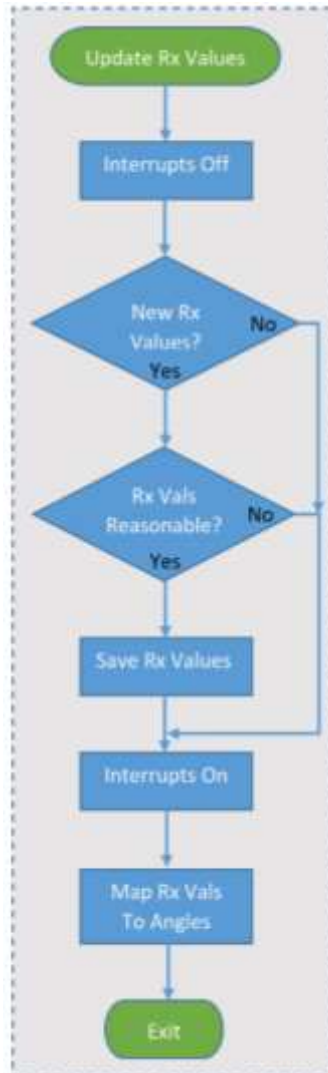 Update Rx Values
Interrupts Off
New Rx
Values?
No
Yes
Rx Vals
Reasonable?
No
Yes
Save Rx Values
Interrupts On
Map Rx Vals
To Angles
Exit